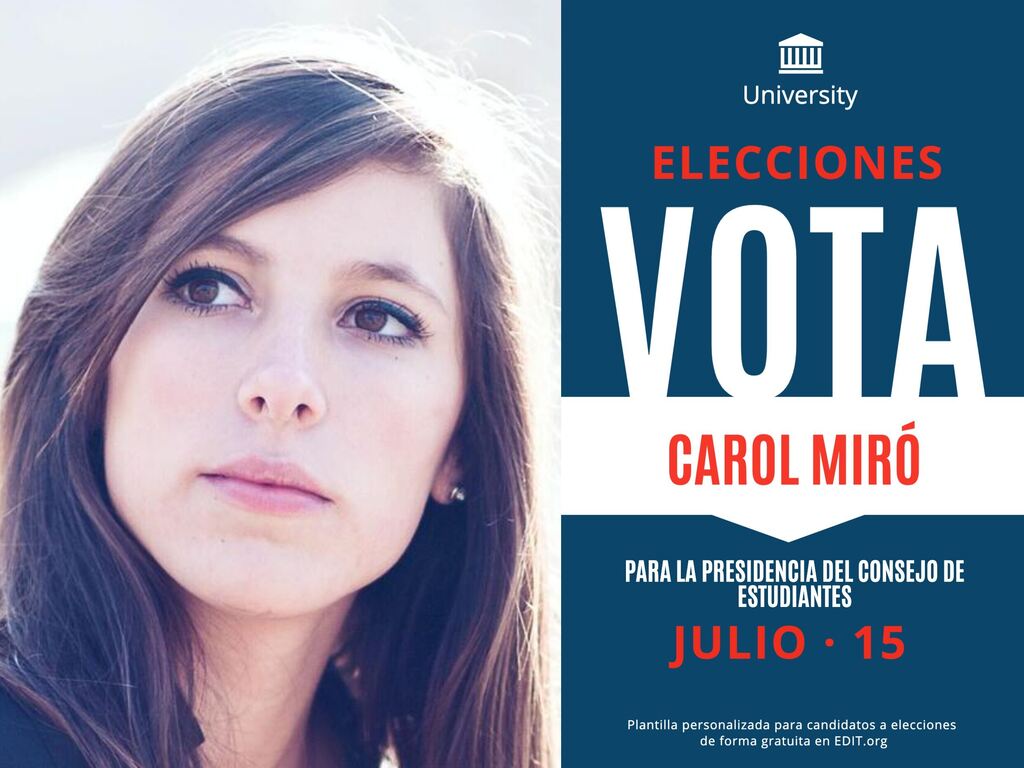 University
ELECCIONES
VOTA
CAROL MIRÓ
PARA LA PRESIDENCIA DEL CONSEJO DE
ESTUDIANTES
JULIO · 15
Plantilla personalizada para candidatos a elecciones
de forma gratuita en EDIT.org